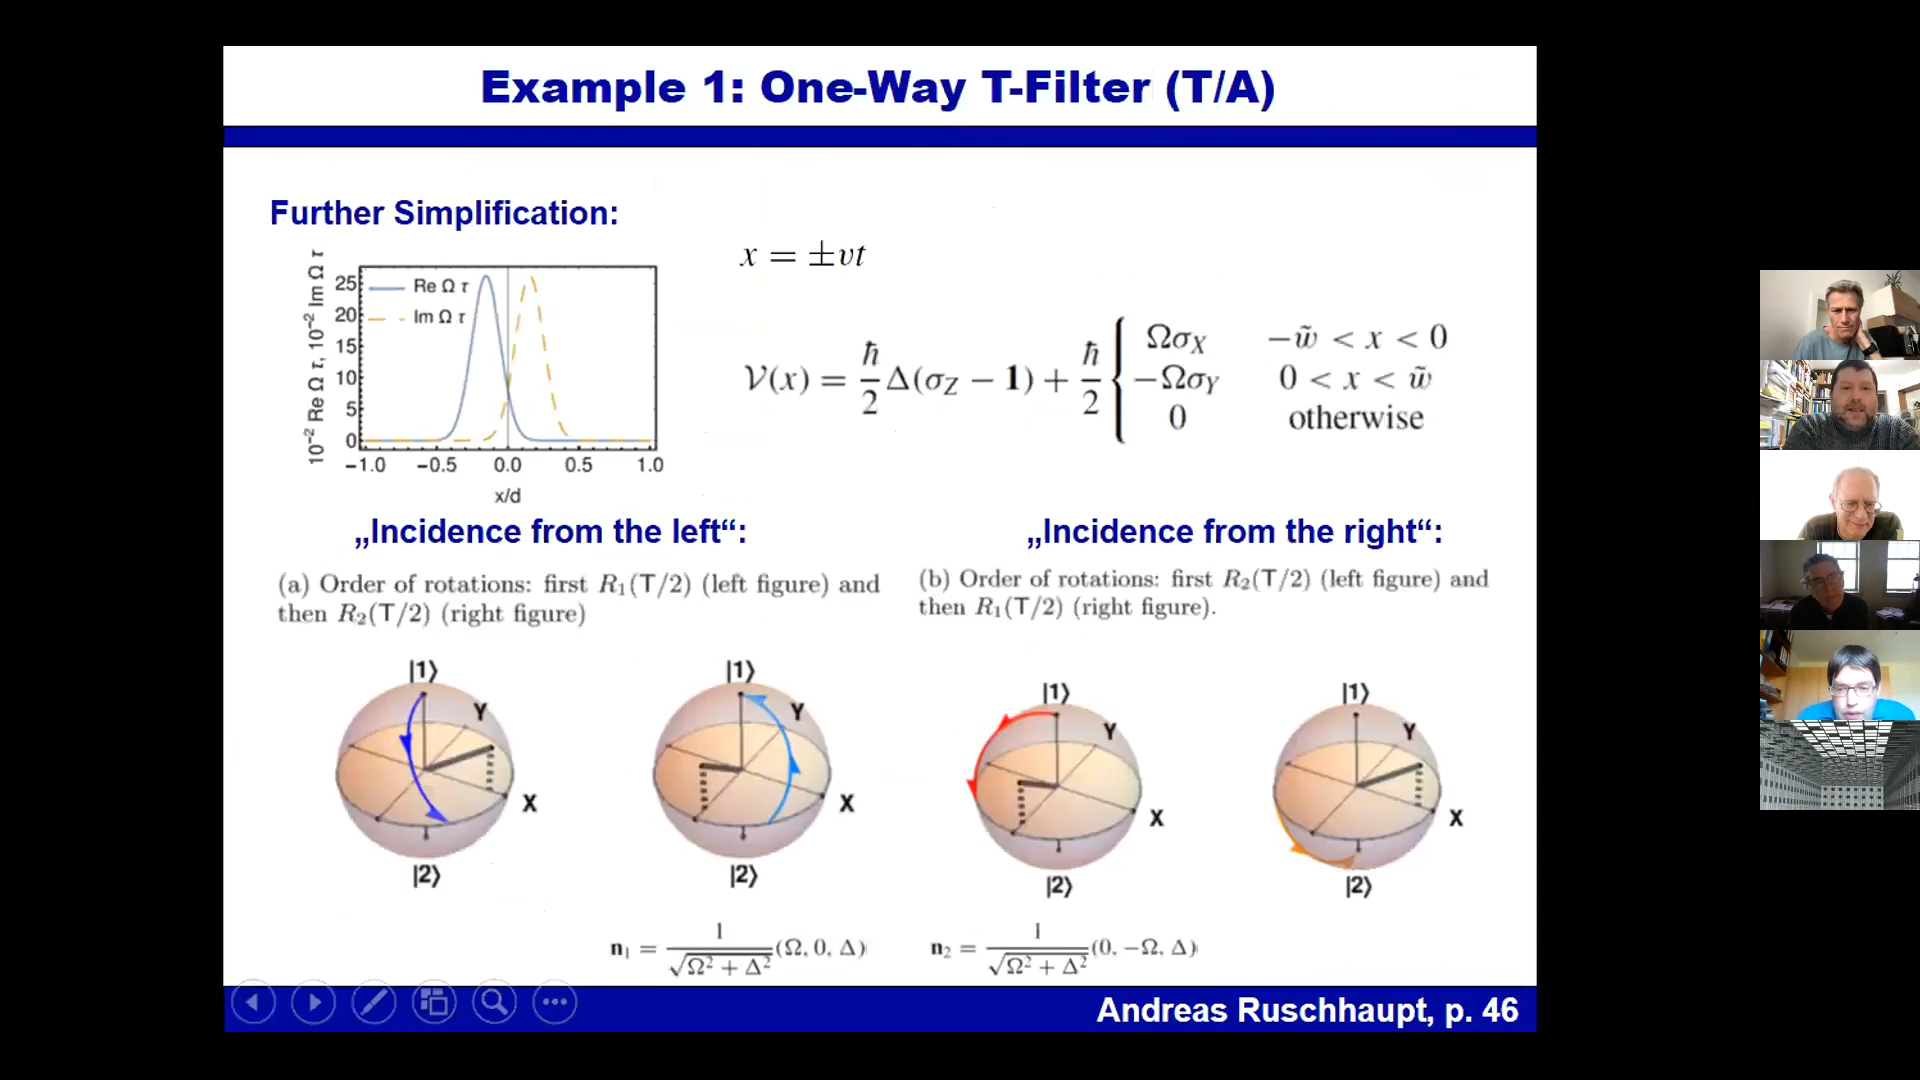 Example 1: One-Way T-Filter (T/A)
Further Simplification:
x = ±vt
10⁻² Re Ω τ, 10⁻² Im Ω τ
Re Ω τ
Im Ω τ
25
20
15
10
5
0
−1.0 −0.5 0.0 0.5 1.0
x/d
𝒱(x) = ħ/2 Δ(σ_Z − 1) + ħ/2 { Ωσ_X −w̃ < x < 0
−Ωσ_Y 0 < x < w̃
0 otherwise
„Incidence from the left“:
(a) Order of rotations: first R₁(T/2) (left figure) and
then R₂(T/2) (right figure)
|1⟩ Y X |2⟩
|1⟩ Y X |2⟩
„Incidence from the right“:
(b) Order of rotations: first R₂(T/2) (left figure) and
then R₁(T/2) (right figure).
|1⟩ Y X |2⟩
|1⟩ Y X |2⟩
n₁ = 1/√(Ω² + Δ²) (Ω, 0, Δ)
n₂ = 1/√(Ω² + Δ²) (0, −Ω, Δ)
Andreas Ruschhaupt, p. 46